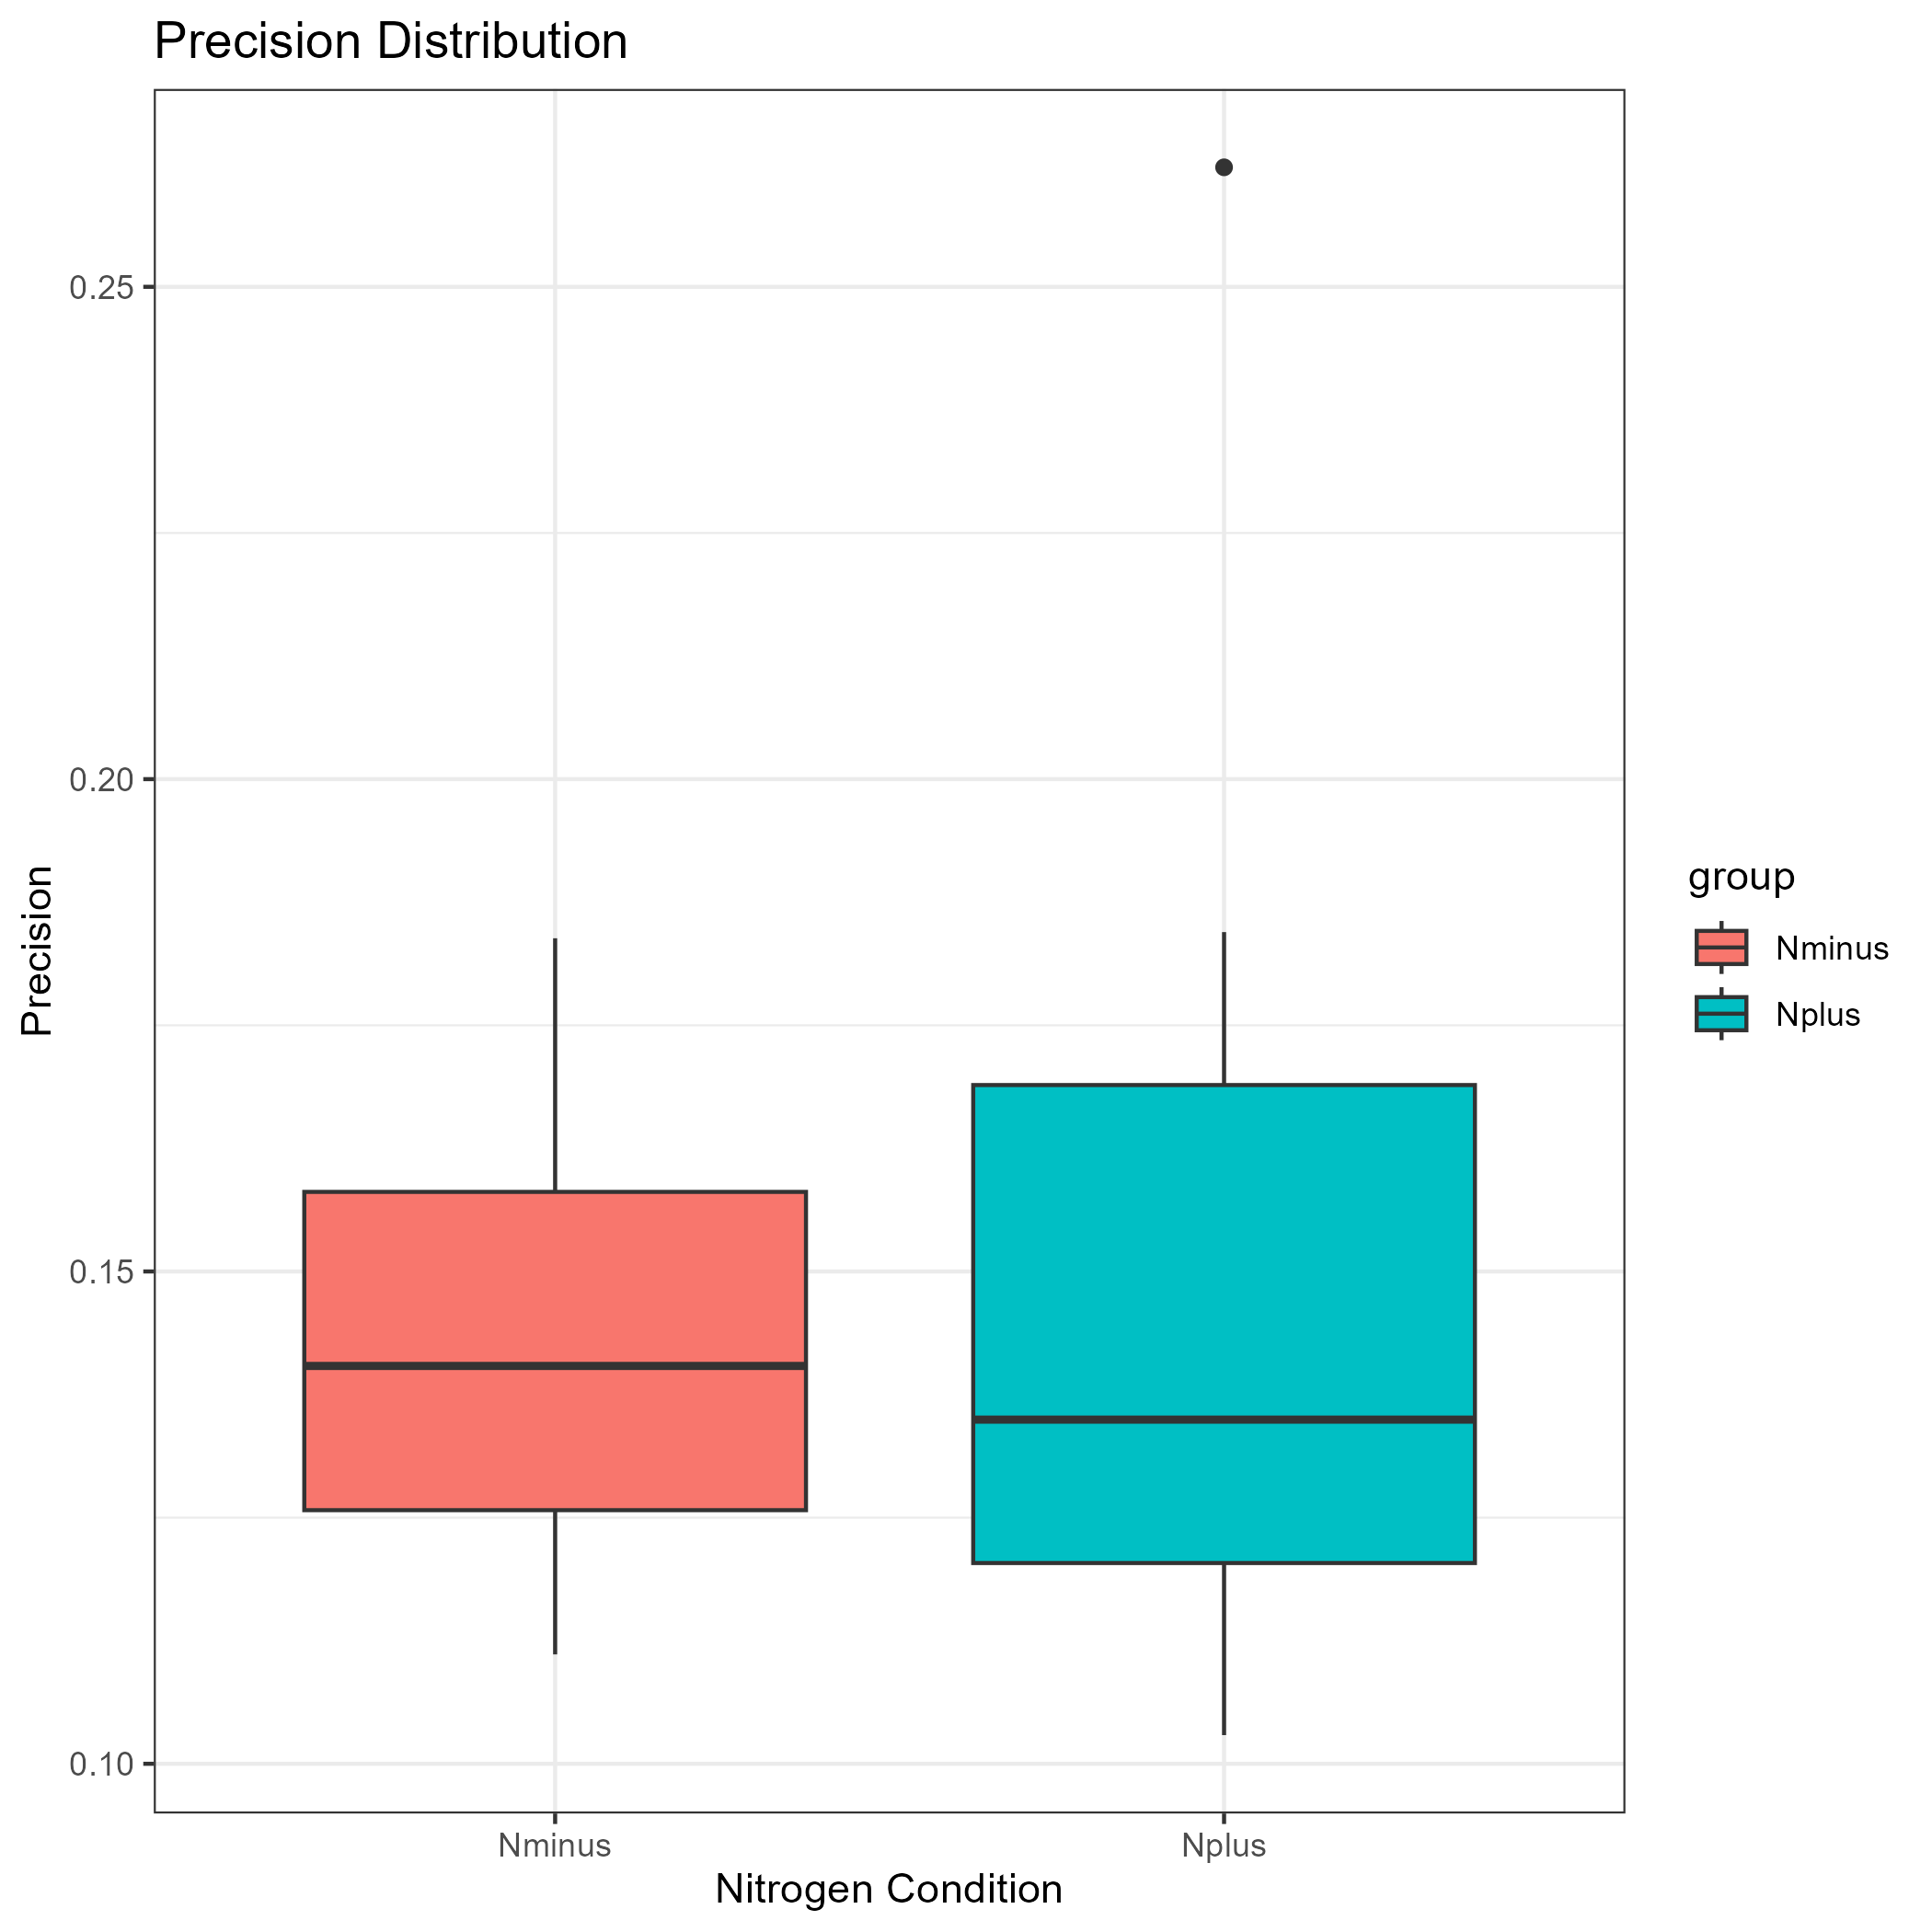 Precision Distribution
Precision
0.25
0.20
0.15
0.10
Nminus
Nplus
Nitrogen Condition
group
Nminus
Nplus